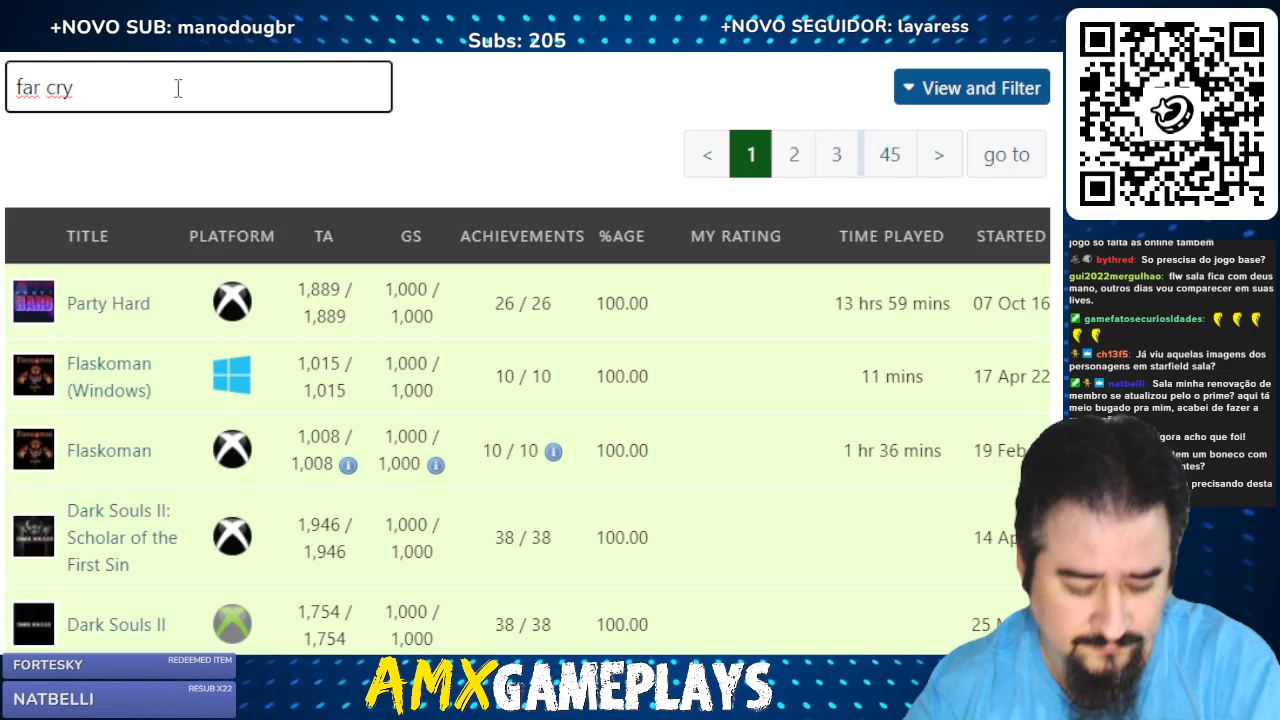 +NOVO SUB: manodougbr
Subs: 205
+NOVO SEGUIDOR: layaress
far cry
View and Filter
< 1 2 3 45 > go to
TITLE PLATFORM TA GS ACHIEVEMENTS %AGE MY RATING TIME PLAYED STARTED
Party Hard 1,889 / 1,889 1,000 / 1,000 26 / 26 100.00 13 hrs 59 mins 07 Oct 16
Flaskoman (Windows) 1,015 / 1,015 1,000 / 1,000 10 / 10 100.00 11 mins 17 Apr 22
Flaskoman 1,008 / 1,008 1,000 / 1,000 10 / 10 100.00 1 hr 36 mins 19 Feb
Dark Souls II: Scholar of the First Sin 1,946 / 1,946 1,000 / 1,000 38 / 38 100.00 14
Dark Souls II 1,754 / 1,754 1,000 / 1,000 38 / 38 100.00 25
jogo so falta as online tambem
bythred: So prescisa do jogo base?
gui2022mergulhao: flw sala fica com deus
mano, outros dias vou comparecer em suas
lives.
gamefatosecuriosidades:
ch13f5: Já viu aquelas imagens dos
personagens em starfield sala?
natbelli: Sala minha renovação de
membro se atualizou pelo o prime? aqui tá
meio bugado pra mim, acabei de fazer a
agora acho que foi!
tem um boneco com
precisando desta
FORTESKY REDEEMED ITEM
NATBELLI RESUB X22
AMXGAMEPLAYS